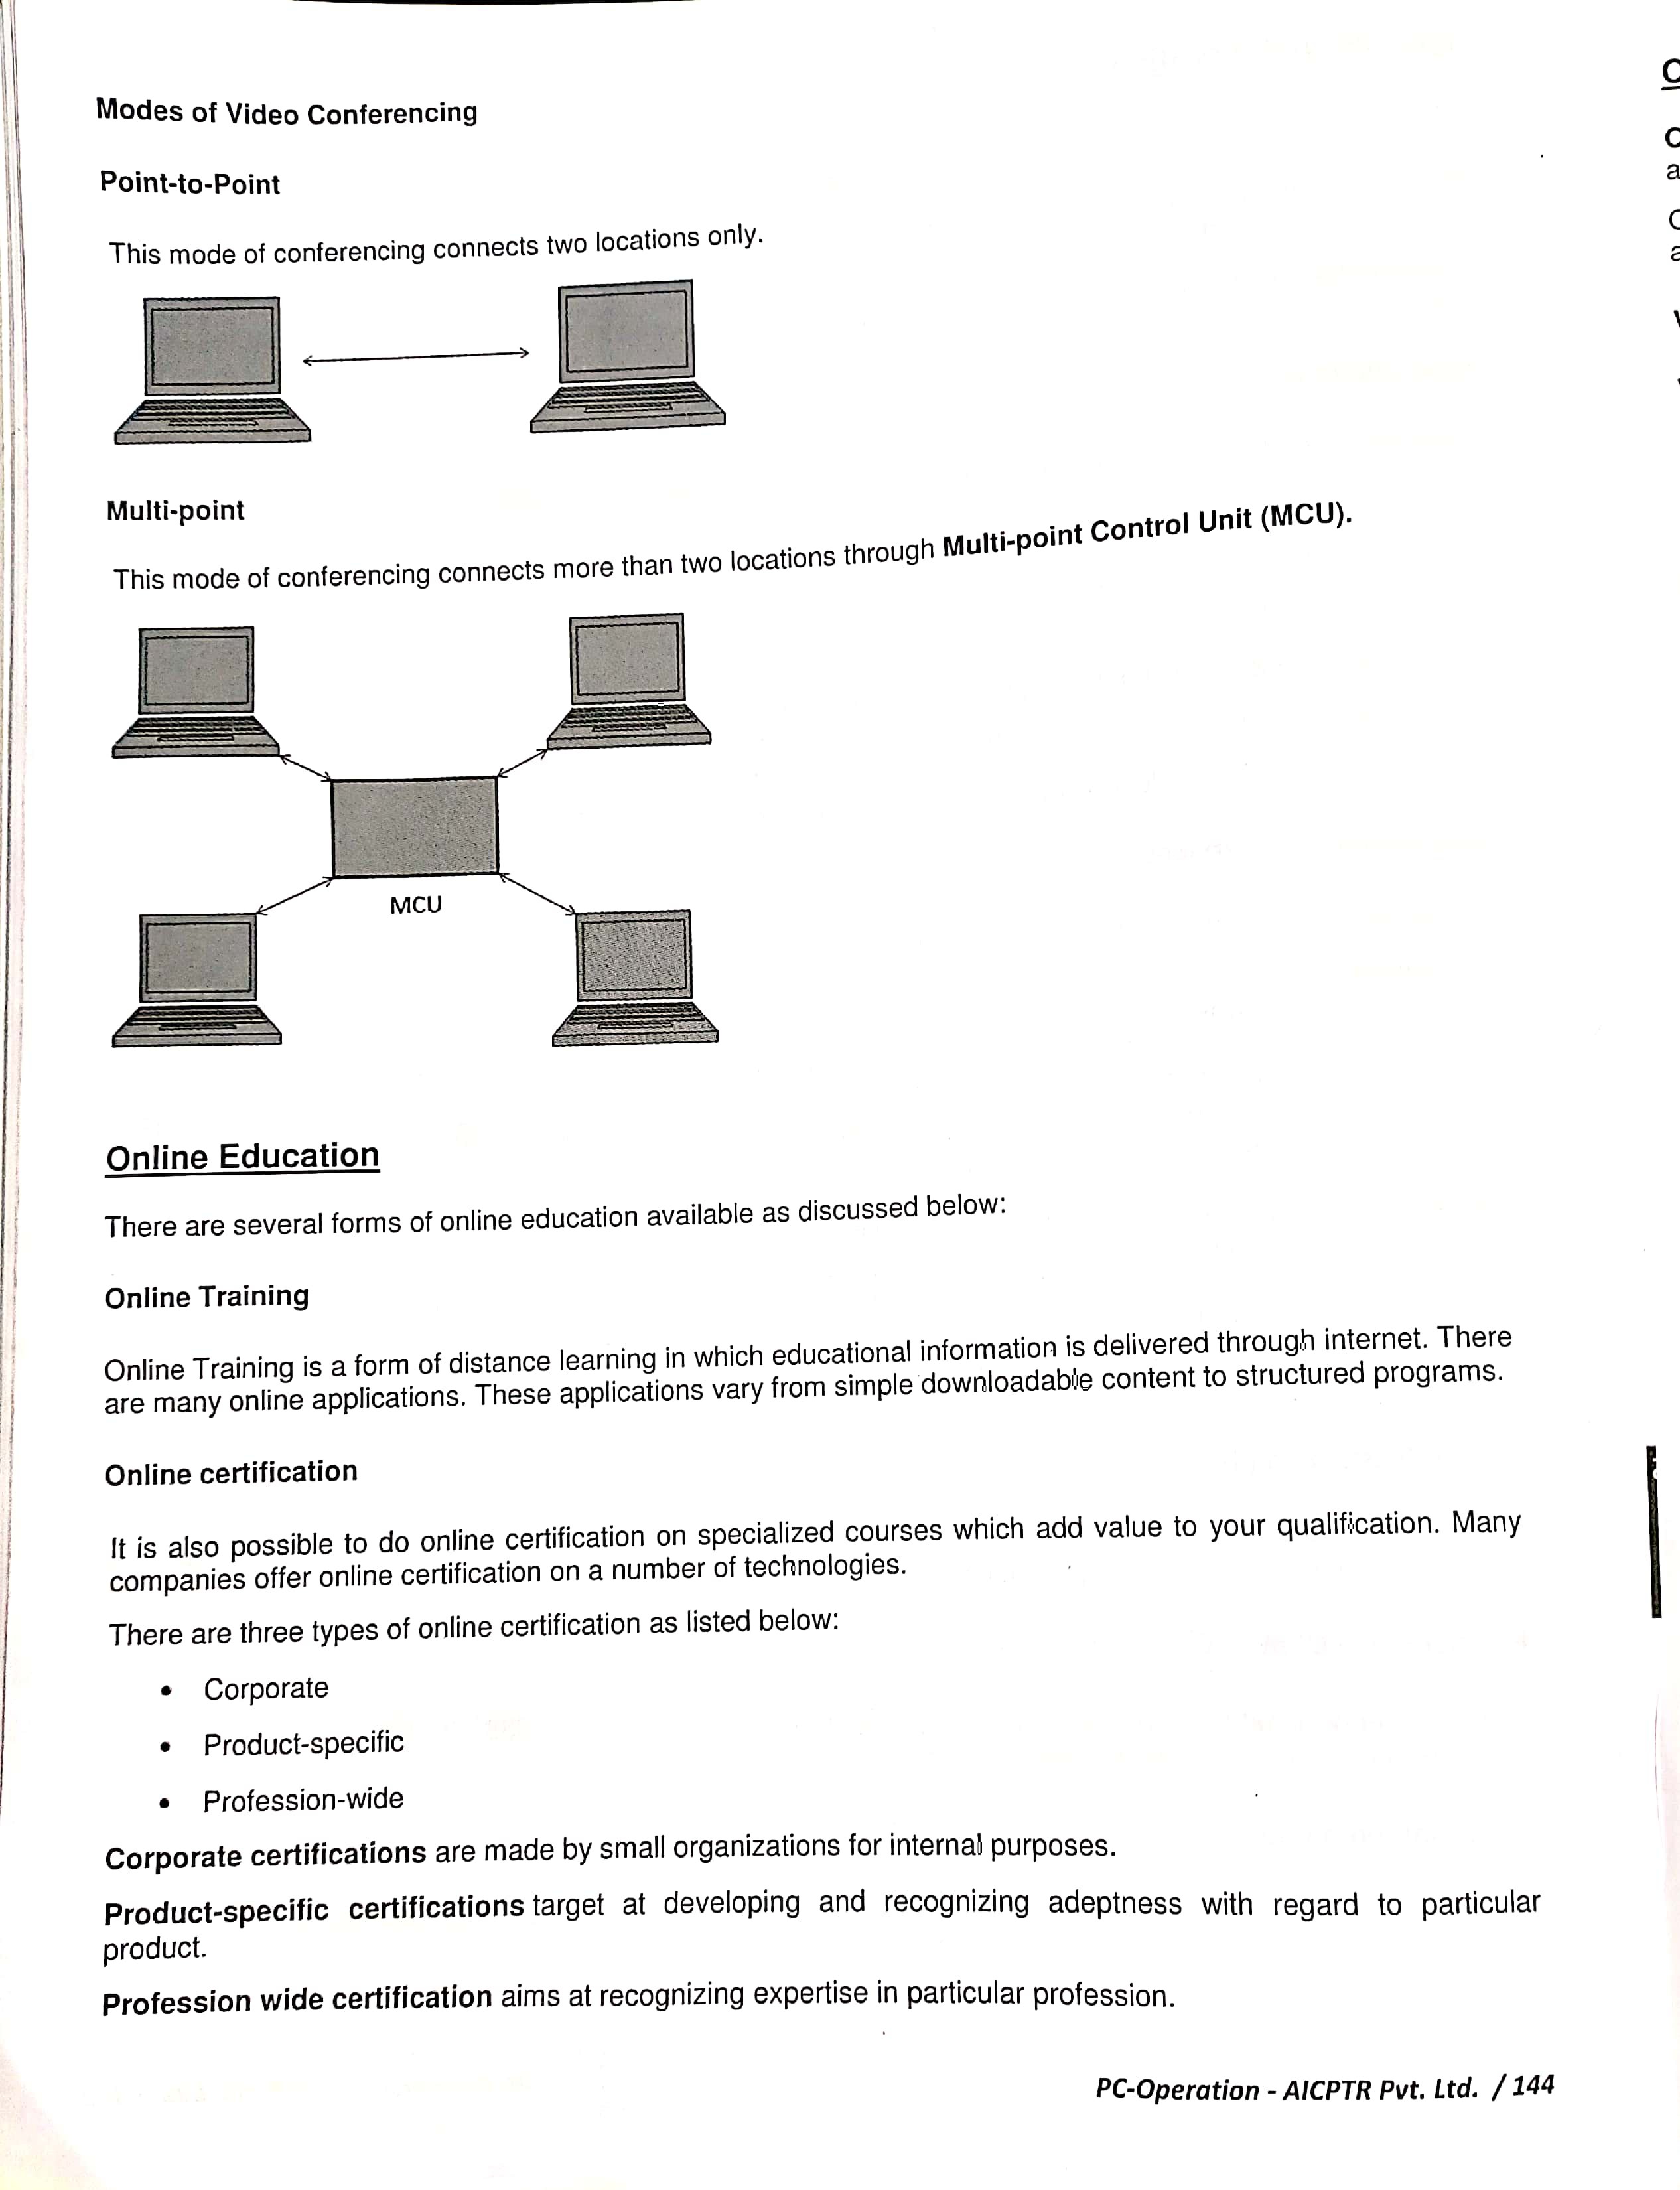 Modes of Video Conferencing
Point-to-Point
This mode of conferencing connects two locations only.
Multi-point
This mode of conferencing connects more than two locations through Multi-point Control Unit (MCU).
MCU
Online Education
There are several forms of online education available as discussed below:
Online Training
Online Training is a form of distance learning in which educational information is delivered through internet. There
are many online applications. These applications vary from simple downloadable content to structured programs.
Online certification
It is also possible to do online certification on specialized courses which add value to your qualification. Many
companies offer online certification on a number of technologies.
There are three types of online certification as listed below:
• Corporate
• Product-specific
• Profession-wide
Corporate certifications are made by small organizations for internal purposes.
Product-specific certifications target at developing and recognizing adeptness with regard to particular
product.
Profession wide certification aims at recognizing expertise in particular profession.
PC-Operation - AICPTR Pvt. Ltd. / 144